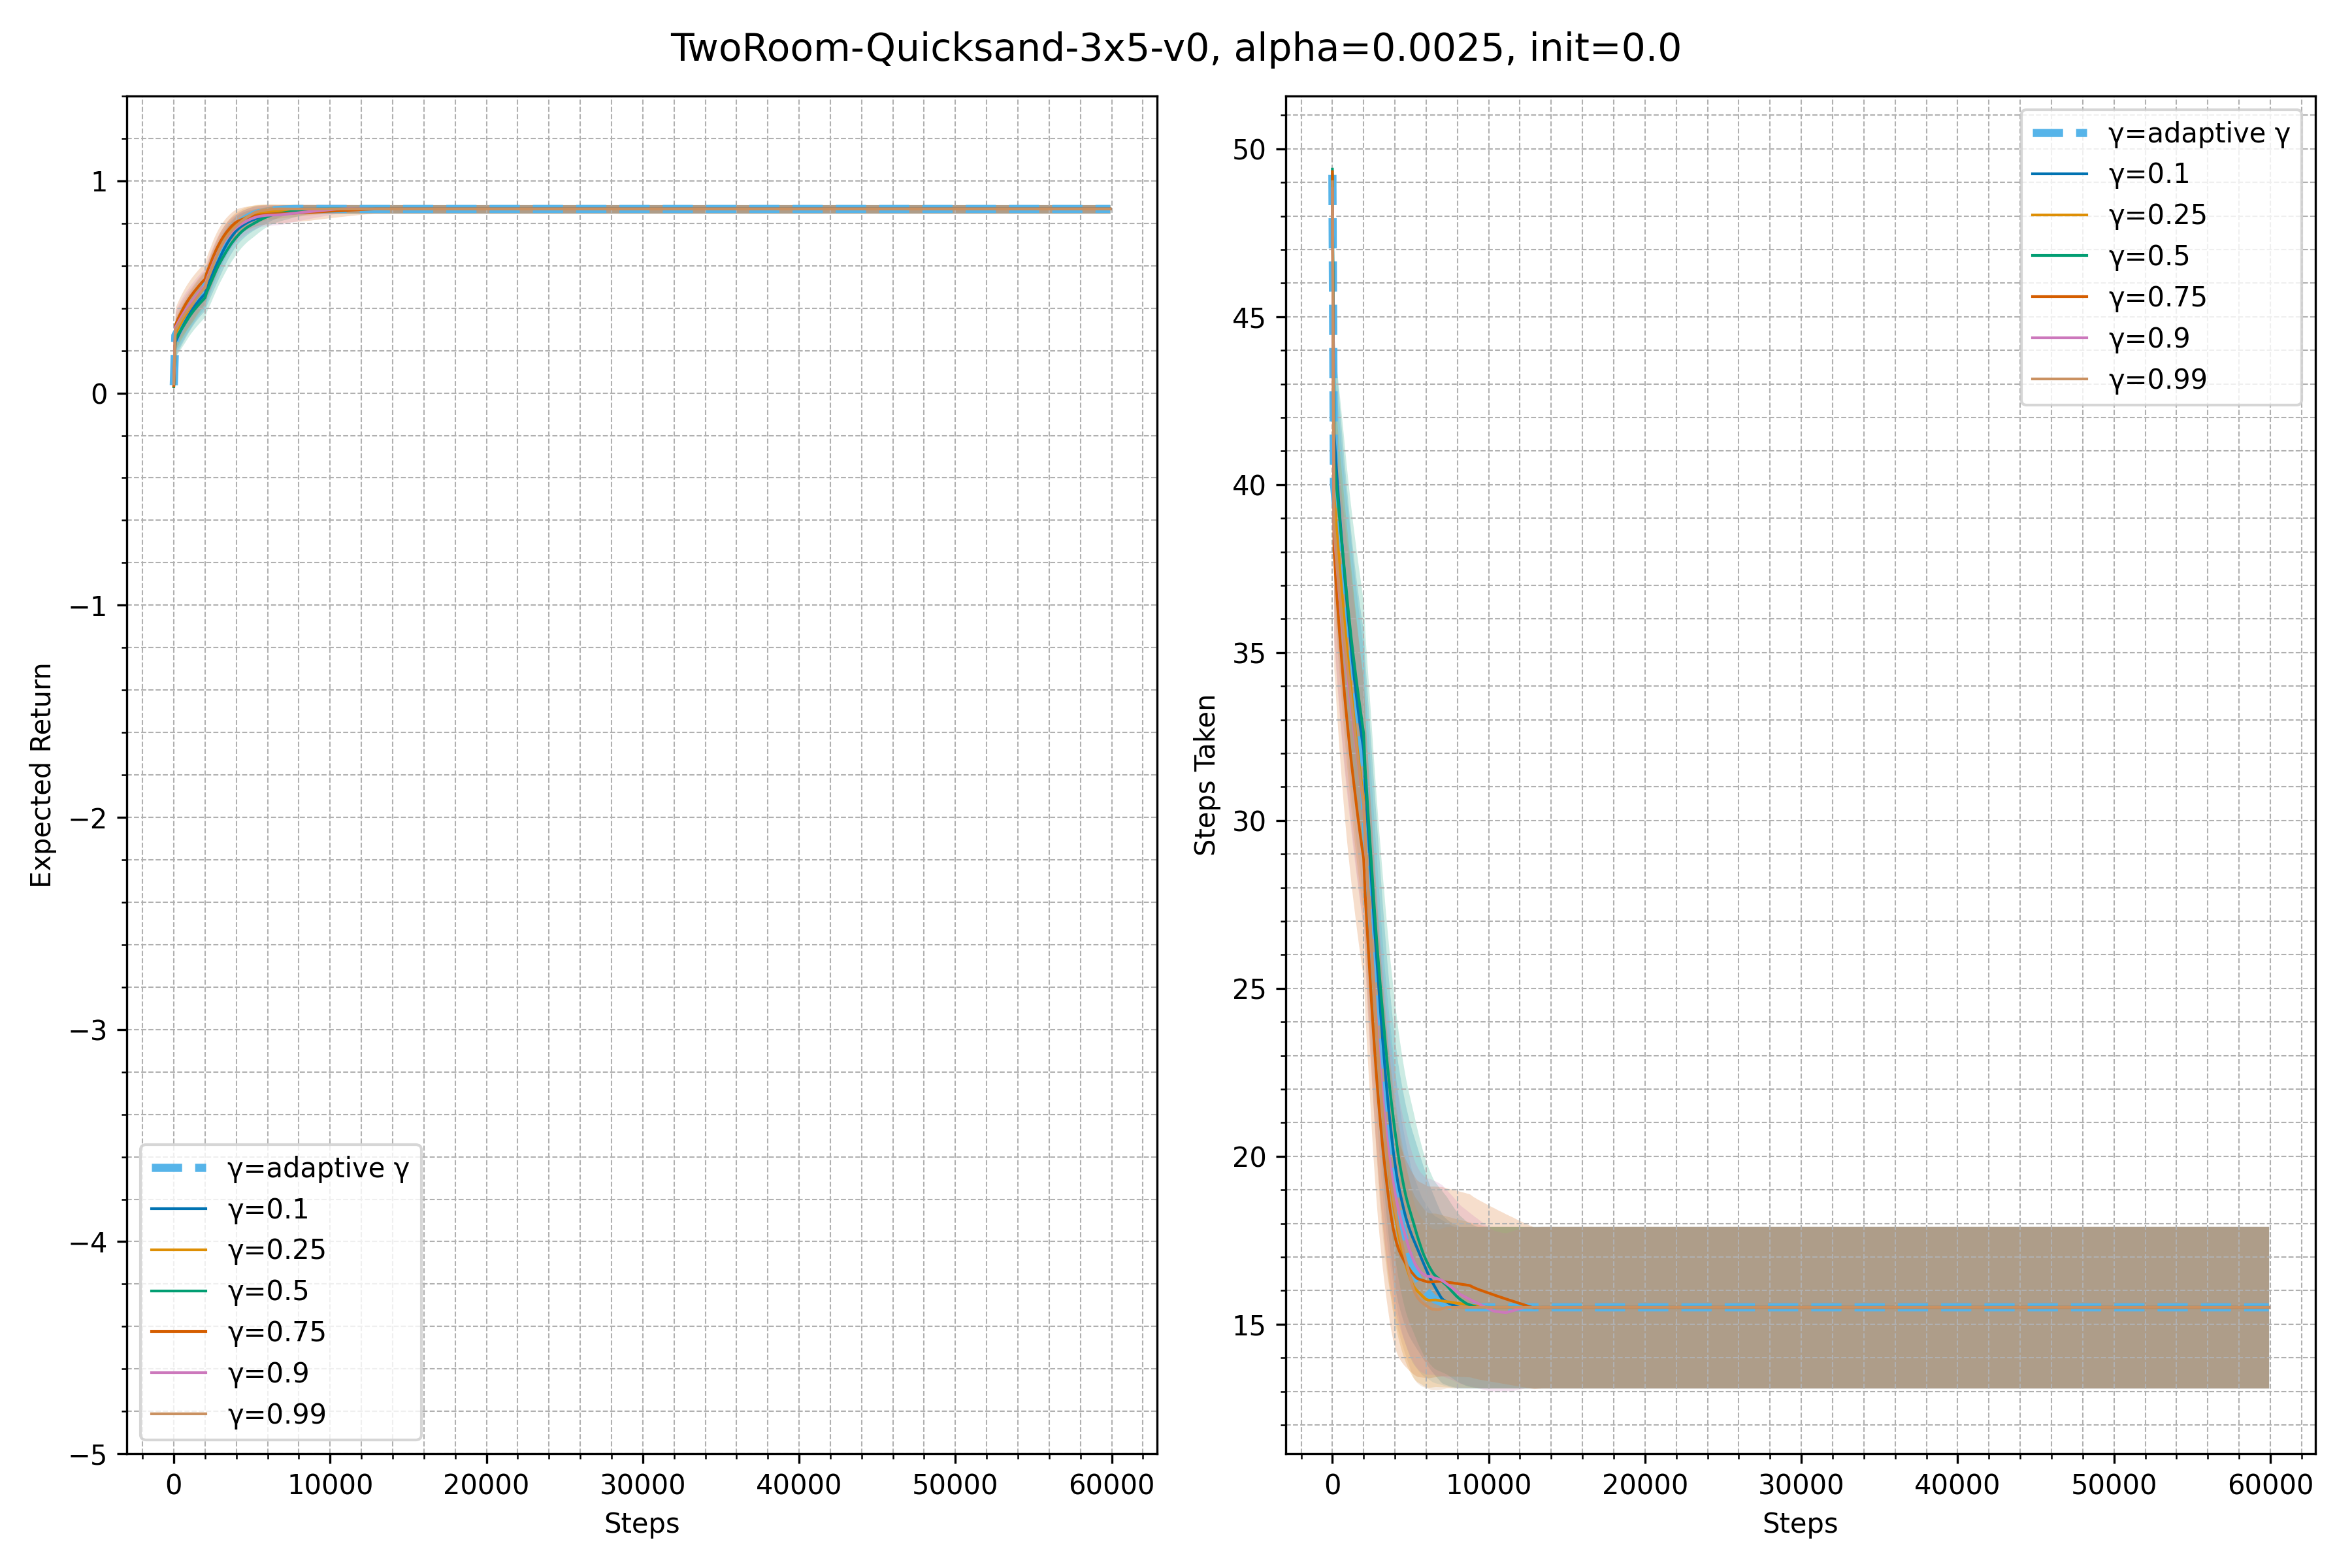 TwoRoom-Quicksand-3x5-v0, alpha=0.0025, init=0.0
1
0
−1
−2
−3
−4
−5
Expected Return
γ=adaptive γ
γ=0.1
γ=0.25
γ=0.5
γ=0.75
γ=0.9
γ=0.99
0 10000 20000 30000 40000 50000 60000
Steps
50
45
40
35
30
25
20
15
Steps Taken
γ=adaptive γ
γ=0.1
γ=0.25
γ=0.5
γ=0.75
γ=0.9
γ=0.99
0 10000 20000 30000 40000 50000 60000
Steps